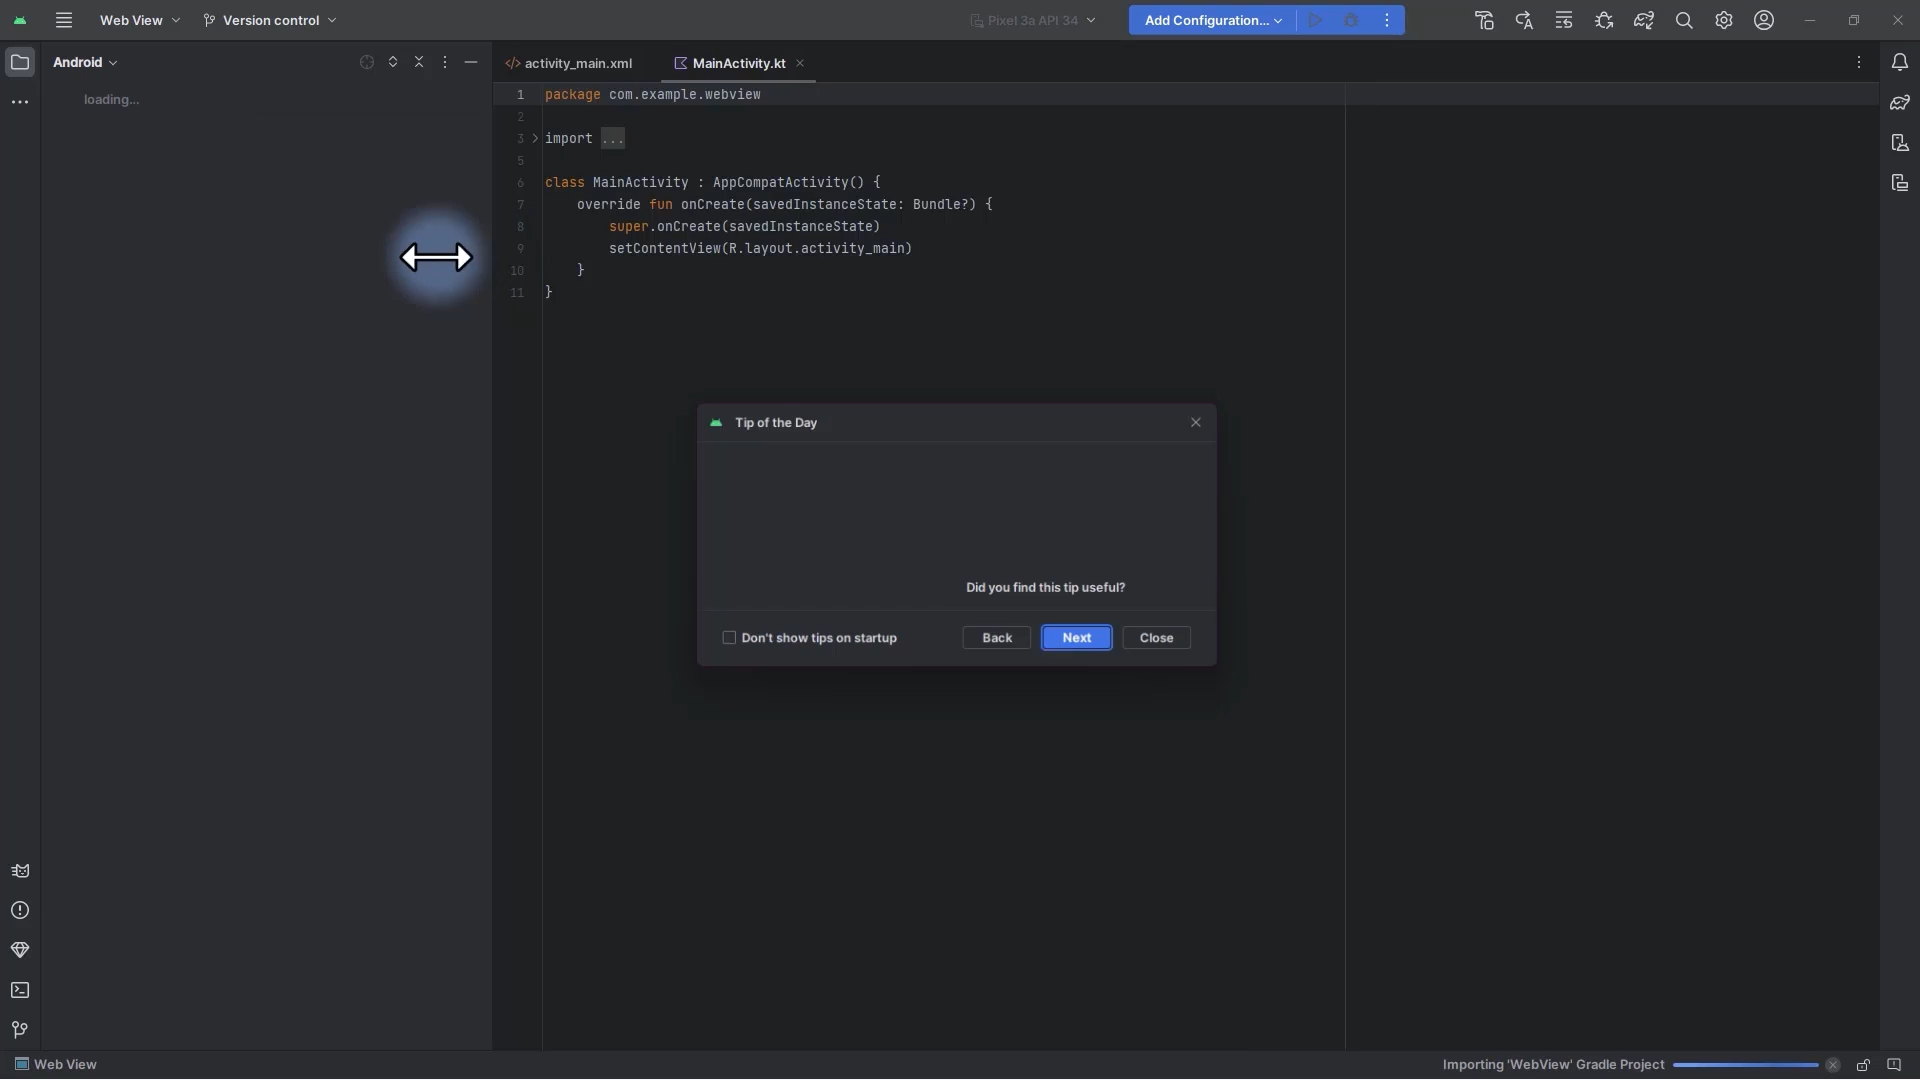 Web View
Version control
Pixel 3a API 34
Add Configuration...
Android
loading...
activity_main.xml
MainActivity.kt
1 package com.example.webview
2
3 import ...
5
6 class MainActivity : AppCompatActivity() {
7 override fun onCreate(savedInstanceState: Bundle?) {
8 super.onCreate(savedInstanceState)
9 setContentView(R.layout.activity_main)
10 }
11 }
Tip of the Day
Did you find this tip useful?
Don't show tips on startup
Back
Next
Close
Web View
Importing 'WebView' Gradle Project